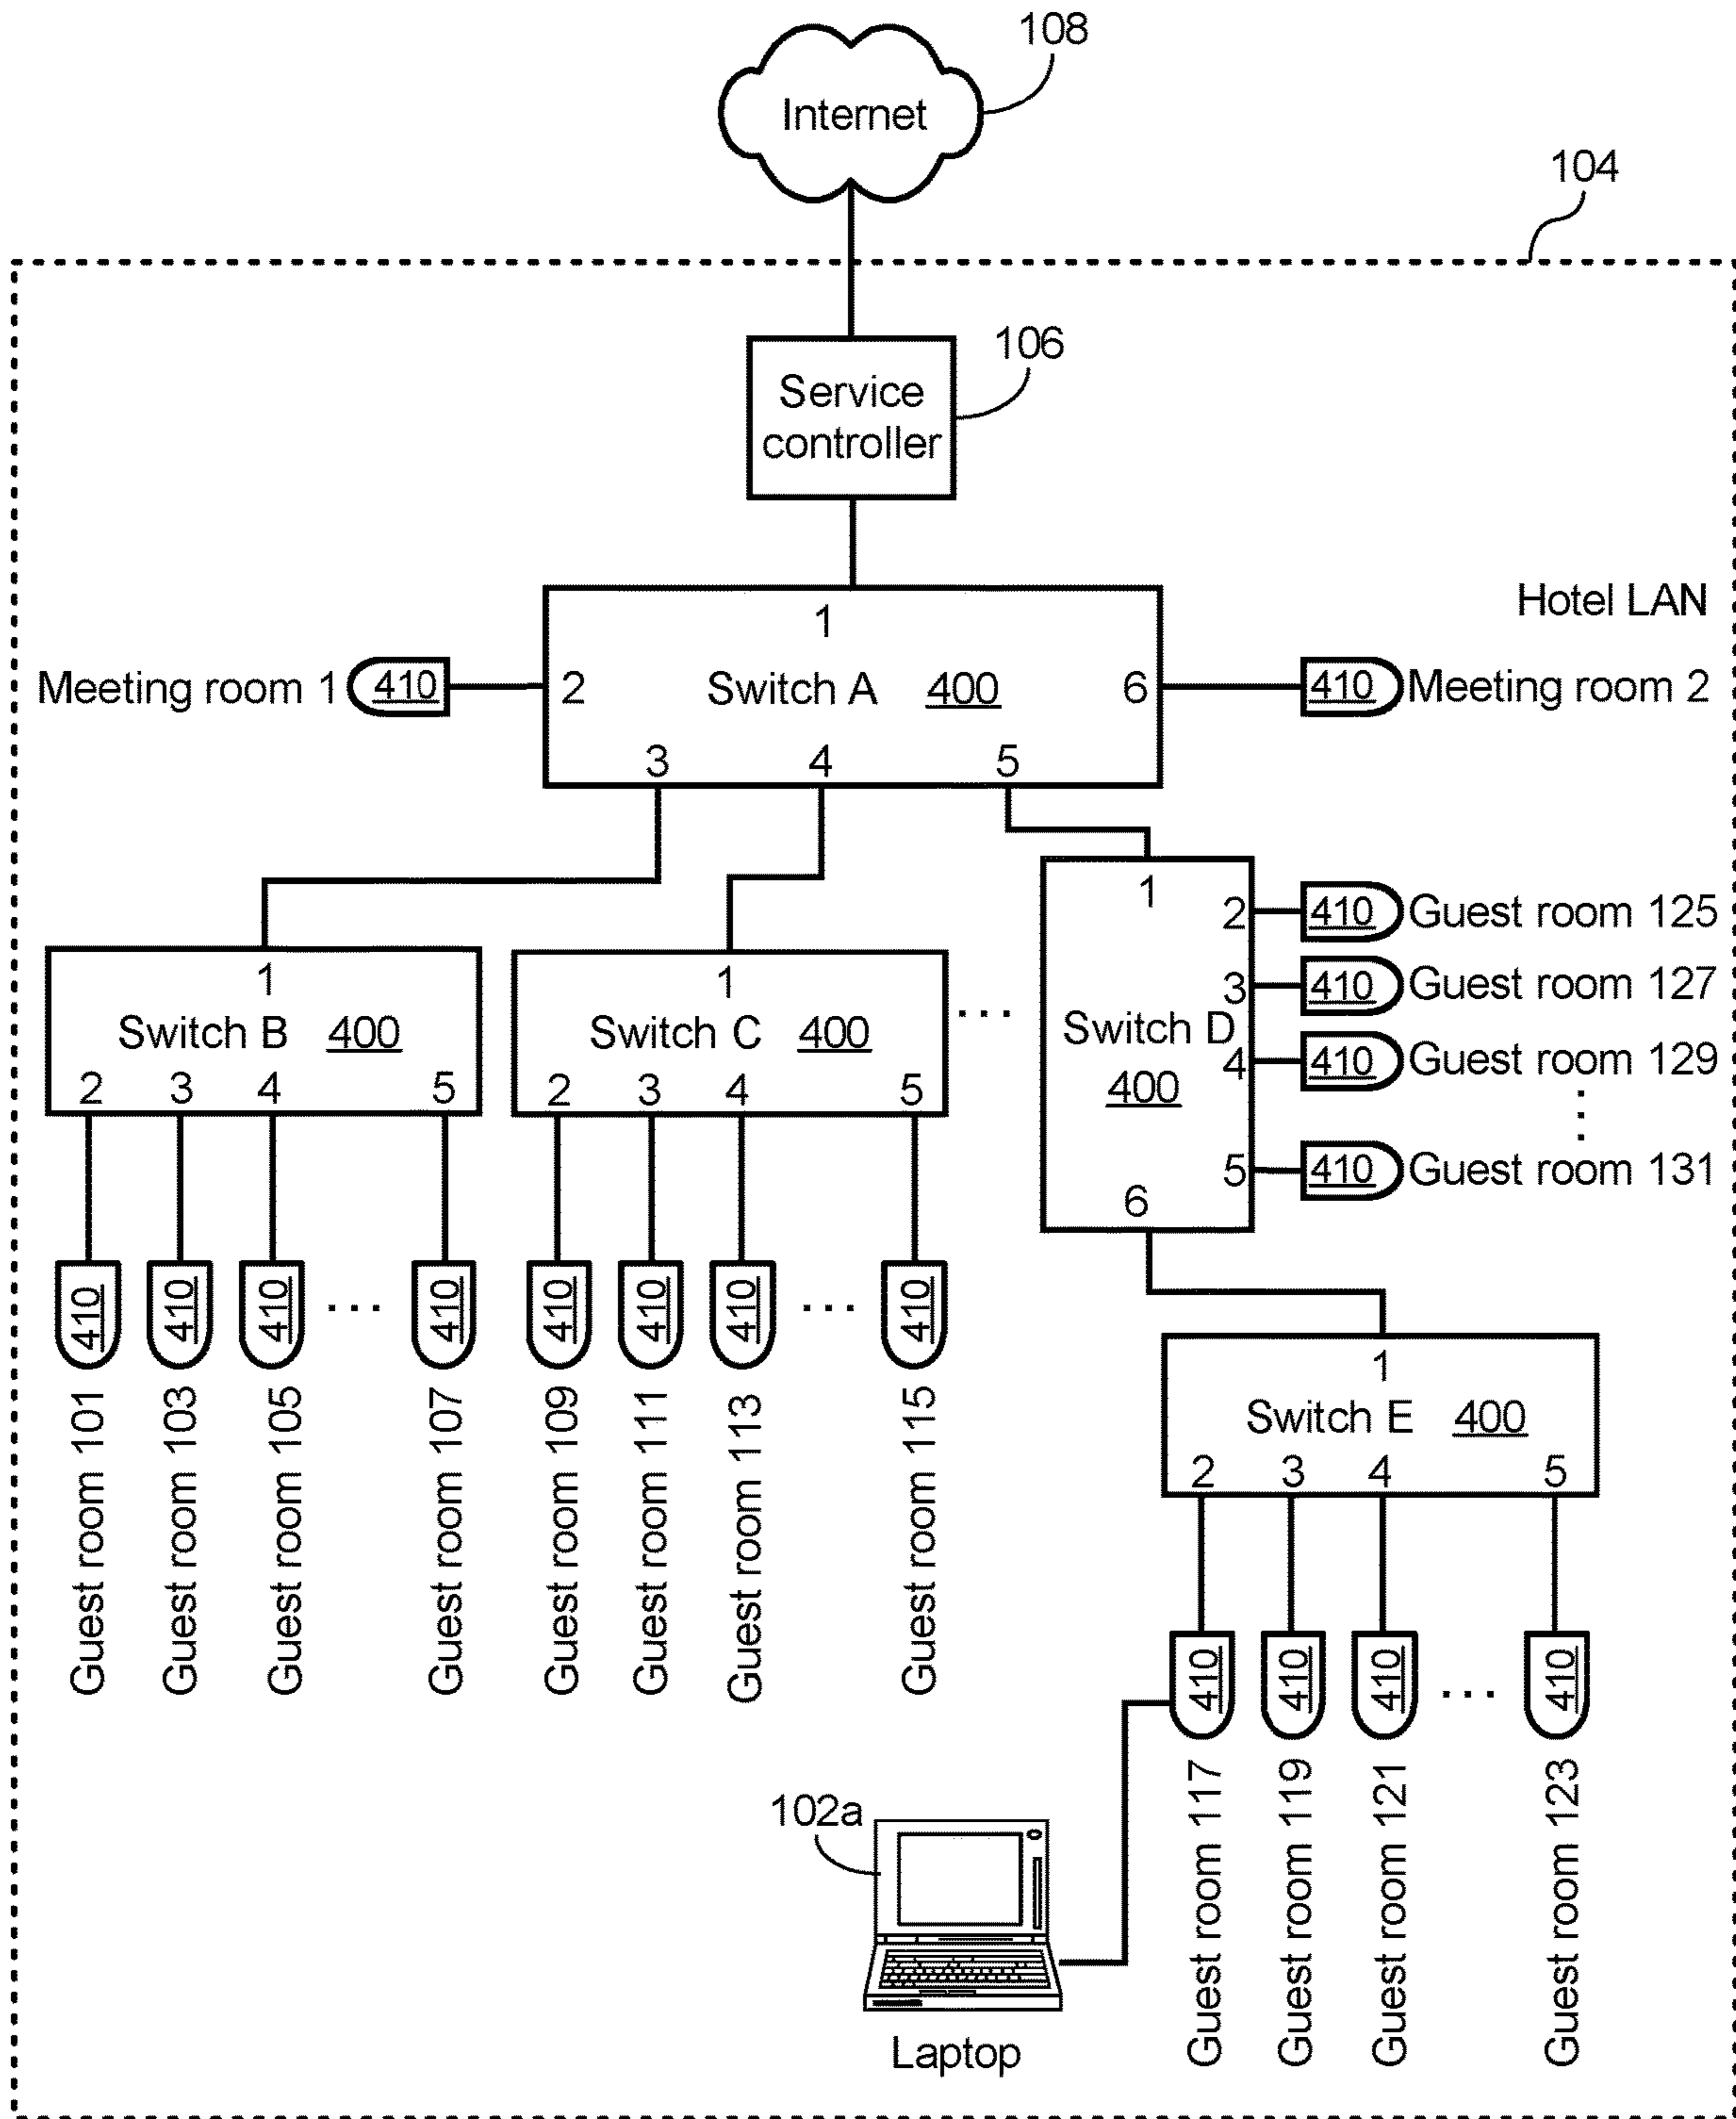 108
Internet
104
106
Service
controller
Hotel LAN
1
Meeting room 1 410 2 Switch A 400 6 410 Meeting room 2
3 4 5
1
2 410 Guest room 125
3 410 Guest room 127
4 410 Guest room 129
5 410 Guest room 131
Switch D
400
6
1
Switch B 400
2 3 4 5
1
Switch C 400
2 3 4 5
...
410 410 410 ... 410
410 410 410 ... 410
Guest room 101
Guest room 103
Guest room 105
Guest room 107
Guest room 109
Guest room 111
Guest room 113
Guest room 115
1
Switch E 400
2 3 4 5
410 410 410 ... 410
Guest room 117
Guest room 119
Guest room 121
Guest room 123
102a
Laptop